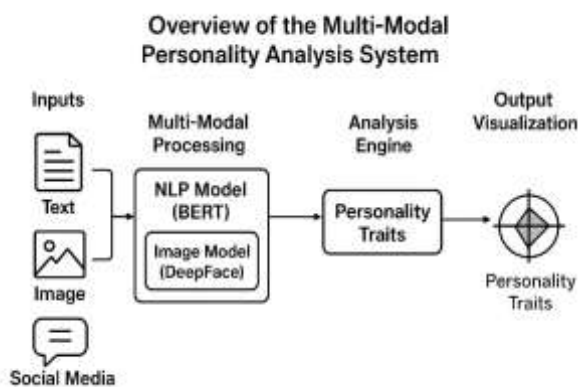 Overview of the Multi-Modal
Personality Analysis System
Inputs
Text
Image
Social Media
Multi-Modal
Processing
NLP Model
(BERT)
Image Model
(DeepFace)
Analysis
Engine
Personality
Traits
Output
Visualization
Personality
Traits